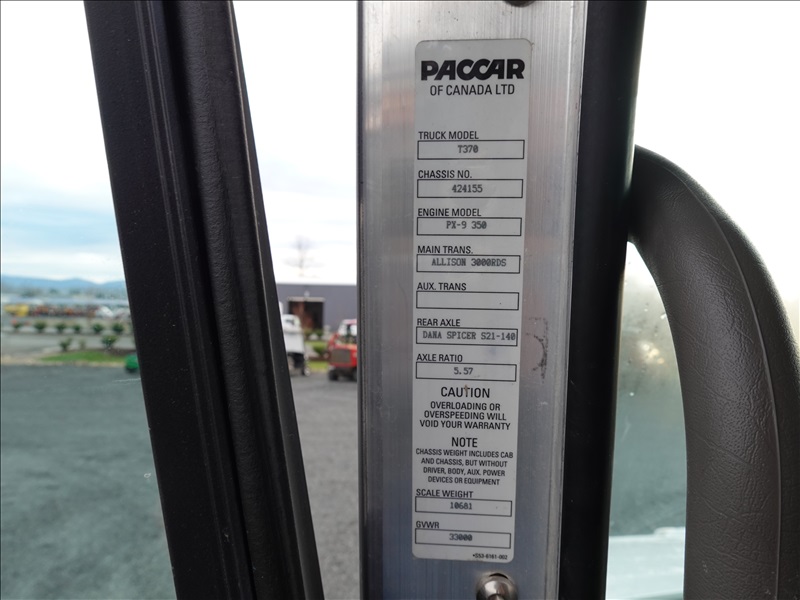 PACCAR
OF CANADA LTD
TRUCK MODEL
T370
CHASSIS NO.
424155
ENGINE MODEL
PX-9 350
MAIN TRANS.
ALLISON 3000RDS
AUX. TRANS
REAR AXLE
DANA SPICER S21-140
AXLE RATIO
5.57
CAUTION
OVERLOADING OR
OVERSPEEDING WILL
VOID YOUR WARRANTY
NOTE
CHASSIS WEIGHT INCLUDES CAB
AND CHASSIS, BUT WITHOUT
DRIVER, BODY, AUX. POWER
DEVICES OR EQUIPMENT
SCALE WEIGHT
10681
GVWR
33000